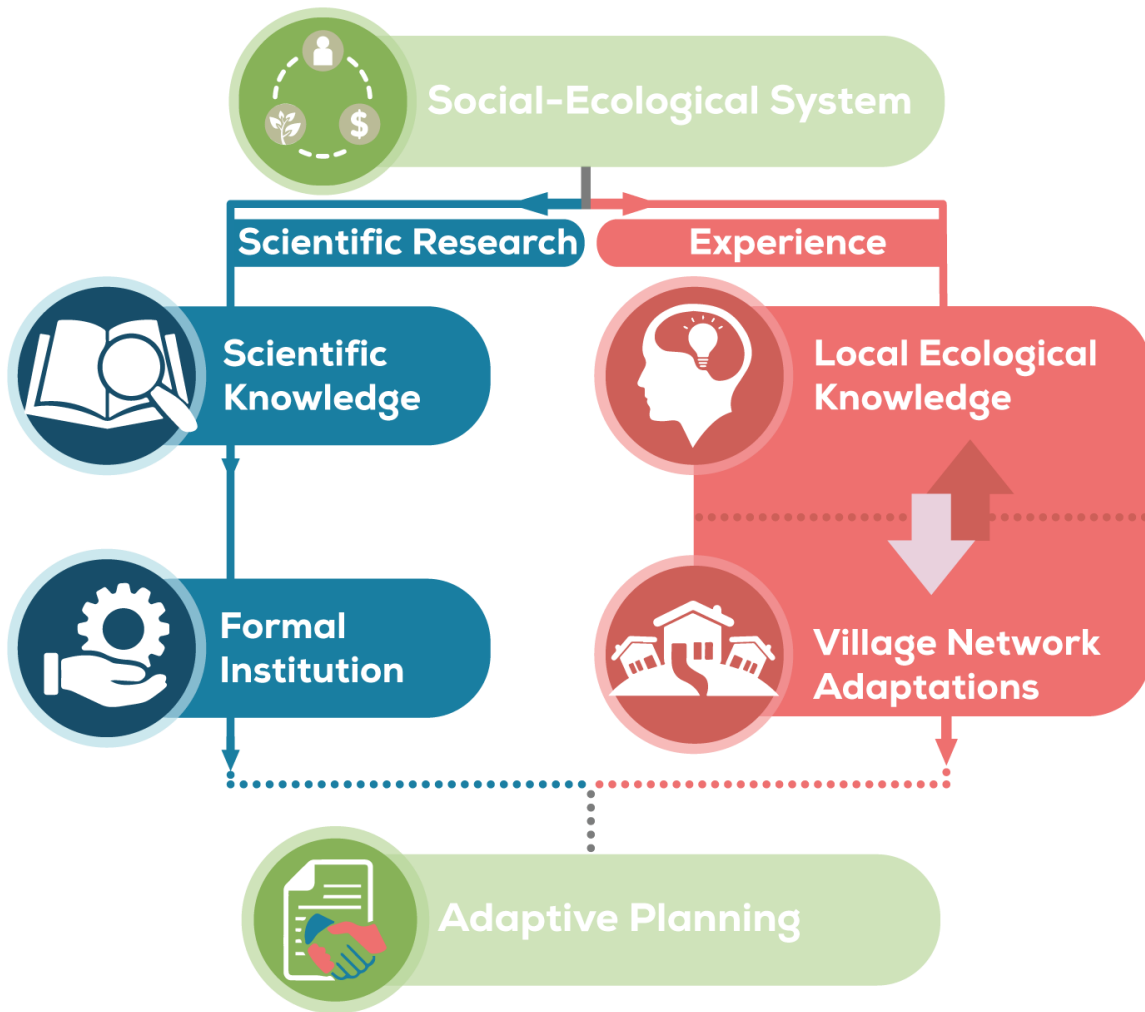 $
Social-Ecological System
Scientific Research
Experience
Scientific
Knowledge
Local Ecological
Knowledge
Formal
Institution
Village Network
Adaptations
Adaptive Planning